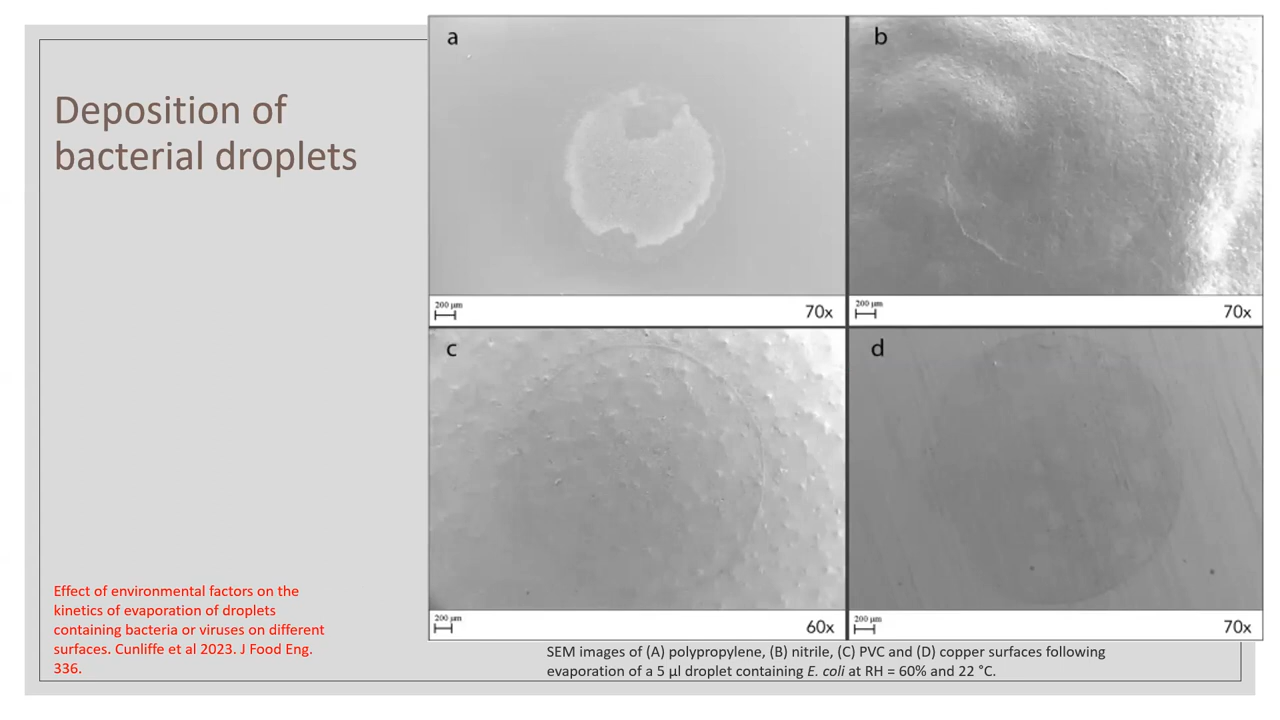 Deposition of
bacterial droplets
a
b
200 µm
70x
200 µm
70x
c
d
200 µm
60x
200 µm
70x
Effect of environmental factors on the
kinetics of evaporation of droplets
containing bacteria or viruses on different
surfaces. Cunliffe et al 2023. J Food Eng.
336.
SEM images of (A) polypropylene, (B) nitrile, (C) PVC and (D) copper surfaces following
evaporation of a 5 µl droplet containing E. coli at RH = 60% and 22 °C.